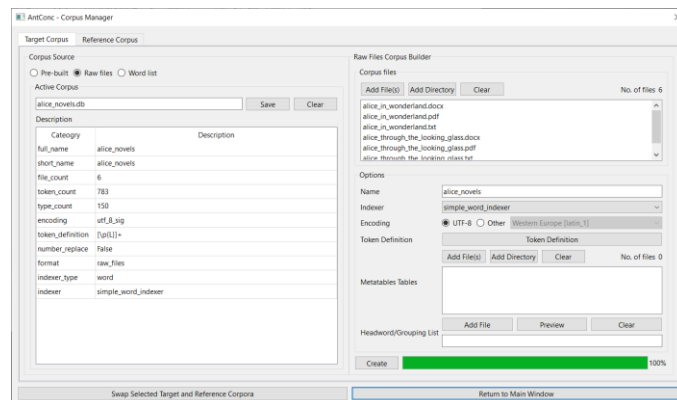 AntConc - Corpus Manager
Target Corpus Reference Corpus
Corpus Source
Pre-built Raw files Word list
Active Corpus
alice_novels.db Save Clear
Description
Cateogry Description
full_name alice_novels
short_name alice_novels
file_count 6
token_count 783
type_count 150
encoding utf_8_sig
token_definition [\p{L}]+
number_replace False
format raw_files
indexer_type word
indexer simple_word_indexer
Raw Files Corpus Builder
Corpus files
Add File(s) Add Directory Clear No. of files 6
alice_in_wonderland.docx
alice_in_wonderland.pdf
alice_in_wonderland.txt
alice_through_the_looking_glass.docx
alice_through_the_looking_glass.pdf
alice_through_the_looking_glass.txt
Options
Name alice_novels
Indexer simple_word_indexer
Encoding UTF-8 Other Western Europe [latin_1]
Token Definition Token Definition
Add File(s) Add Directory Clear No. of files 0
Metatables Tables
Add File Preview Clear
Headword/Grouping List
Create 100%
Swap Selected Target and Reference Corpora Return to Main Window